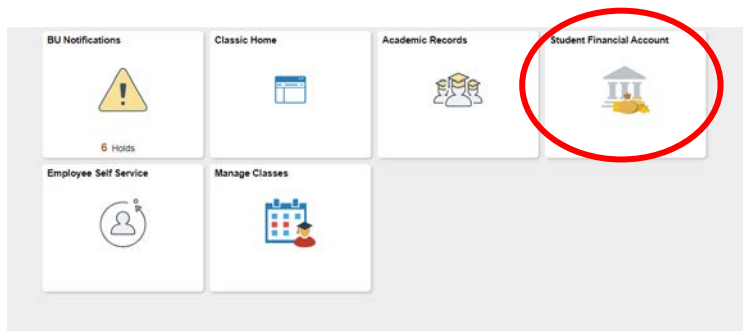 BU Notifications
Classic Home
Academic Records
Student Financial Account
6 Holds
Employee Self Service
Manage Classes